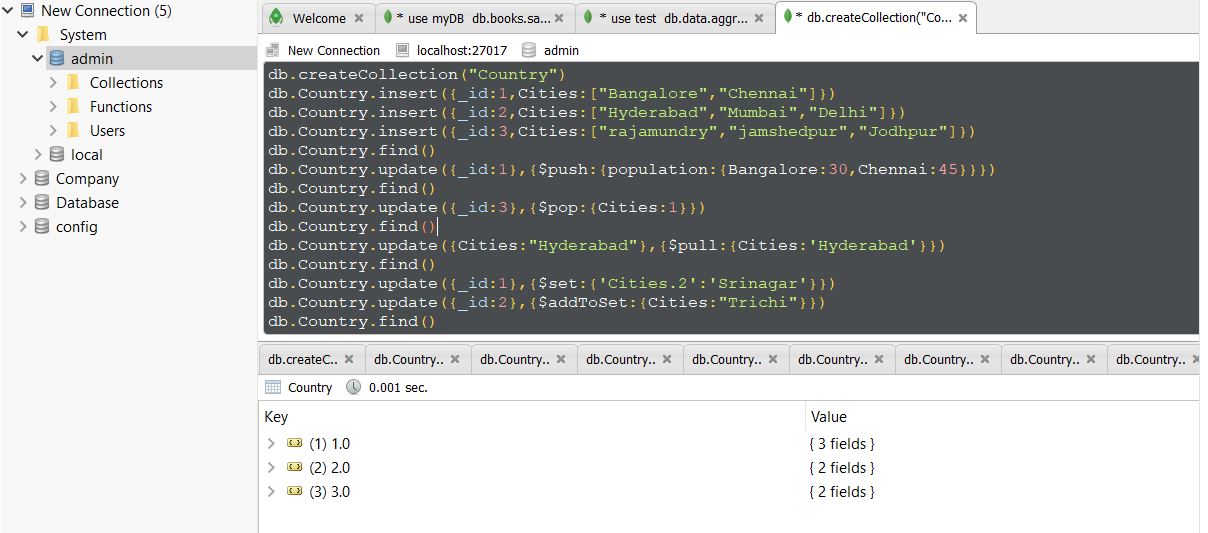 New Connection (5)
System
admin
Collections
Functions
Users
local
Company
Database
config
Welcome
* use myDB db.books.sa...
* use test db.data.aggr...
* db.createCollection("Co...
New Connection localhost:27017 admin
db.createCollection("Country")
db.Country.insert({_id:1,Cities:["Bangalore","Chennai"]})
db.Country.insert({_id:2,Cities:["Hyderabad","Mumbai","Delhi"]})
db.Country.insert({_id:3,Cities:["rajamundry","jamshedpur","Jodhpur"]})
db.Country.find()
db.Country.update({_id:1},{$push:{population:{Bangalore:30,Chennai:45}}})
db.Country.find()
db.Country.update({_id:3},{$pop:{Cities:1}})
db.Country.find()
db.Country.update({Cities:"Hyderabad"},{$pull:{Cities:'Hyderabad'}})
db.Country.find()
db.Country.update({_id:1},{$set:{'Cities.2':'Srinagar'}})
db.Country.update({_id:2},{$addToSet:{Cities:"Trichi"}})
db.Country.find()
db.createC.. db.Country.. db.Country.. db.Country.. db.Country.. db.Country.. db.Country.. db.Country.. db.Country..
Country 0.001 sec.
Key Value
(1) 1.0 { 3 fields }
(2) 2.0 { 2 fields }
(3) 3.0 { 2 fields }